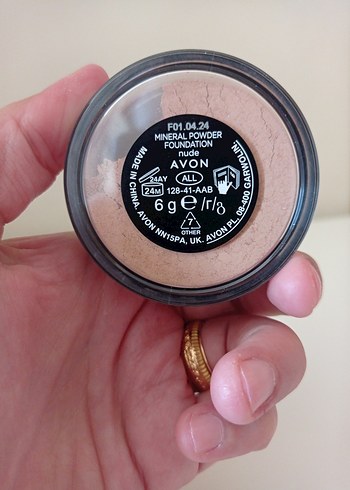 F01.04.24
MINERAL POWDER
FOUNDATION
nude
AVON
ALL
24AY
24M
128-41-AAB
6 g e /r/8
7
OTHER
MADE IN CHINA. AVON NN15PA, UK. AVON PL, 08-400 GARWOLIN.